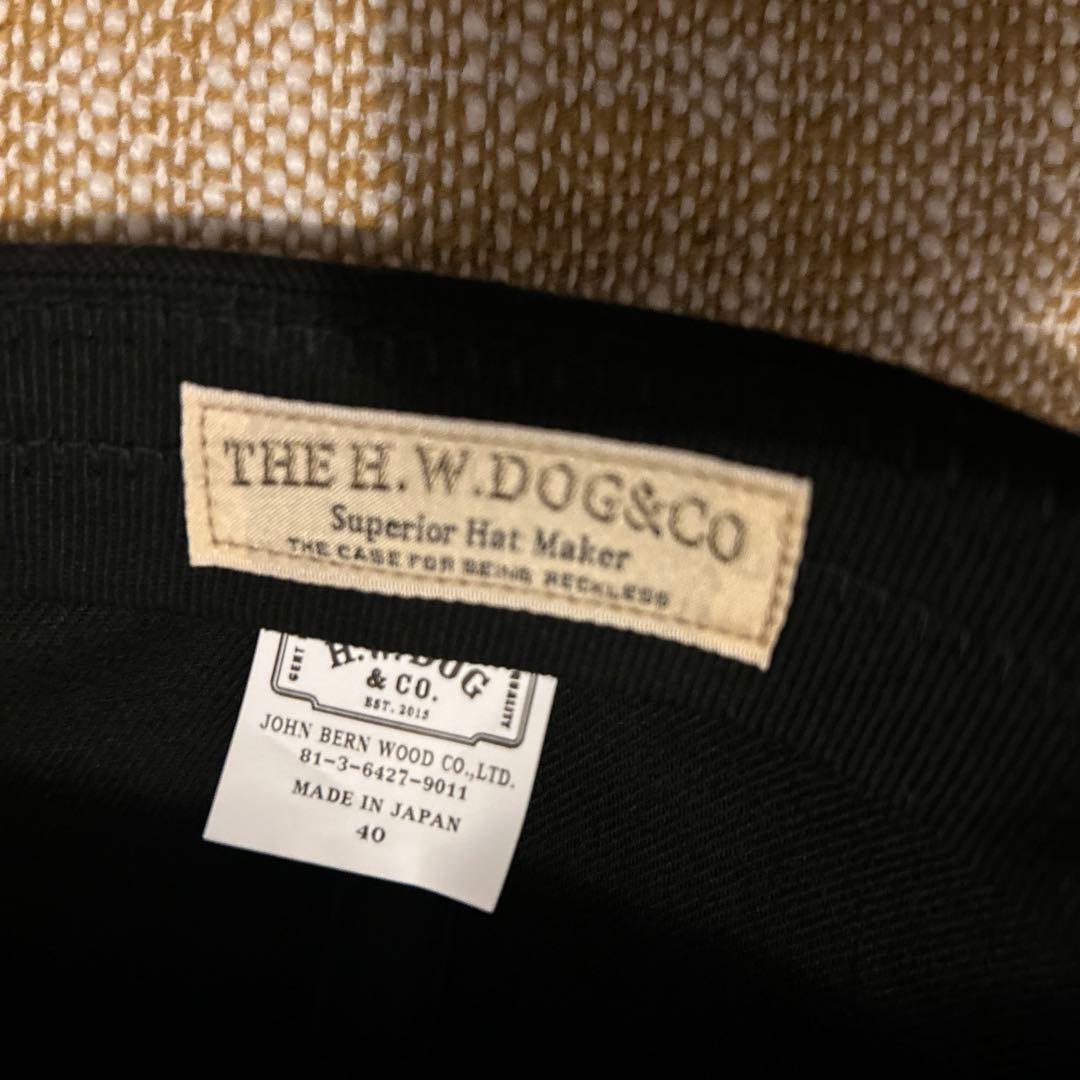 THE H.W.DOG&CO
Superior Hat Maker
THE CASE FOR BEING RECKLESS
H.W.DOG
& CO.
EST. 2015
JOHN BERN WOOD CO.,LTD.
81-3-6427-9011
MADE IN JAPAN
40